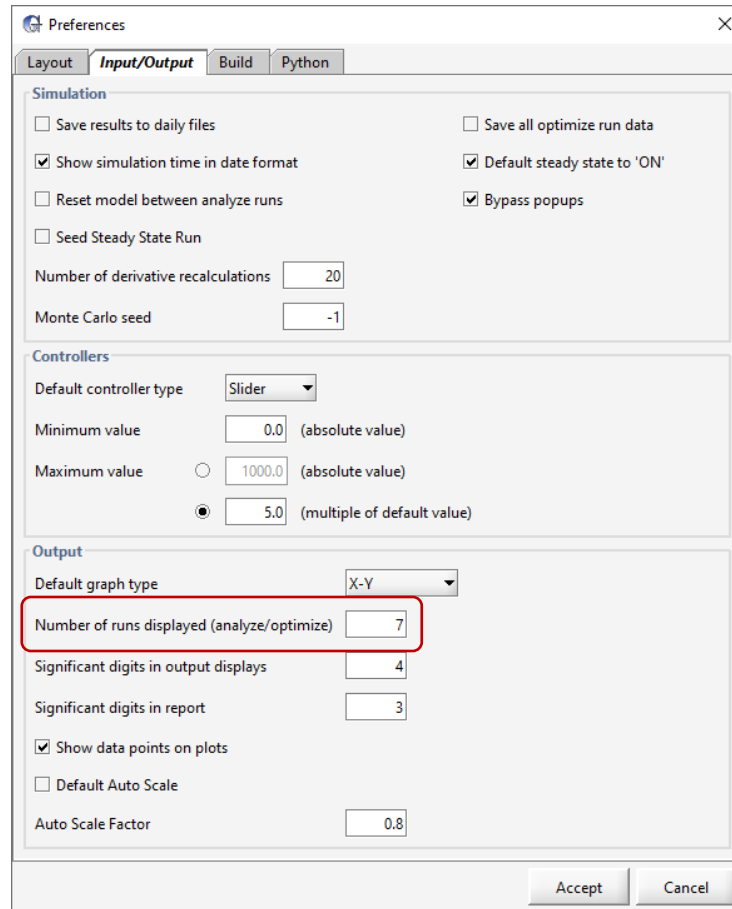 Preferences
Layout Input/Output Build Python
Simulation
Save results to daily files Save all optimize run data
Show simulation time in date format Default steady state to 'ON'
Reset model between analyze runs Bypass popups
Seed Steady State Run
Number of derivative recalculations 20
Monte Carlo seed -1
Controllers
Default controller type Slider
Minimum value 0.0 (absolute value)
Maximum value 1000.0 (absolute value)
5.0 (multiple of default value)
Output
Default graph type X-Y
Number of runs displayed (analyze/optimize) 7
Significant digits in output displays 4
Significant digits in report 3
Show data points on plots
Default Auto Scale
Auto Scale Factor 0.8
Accept Cancel